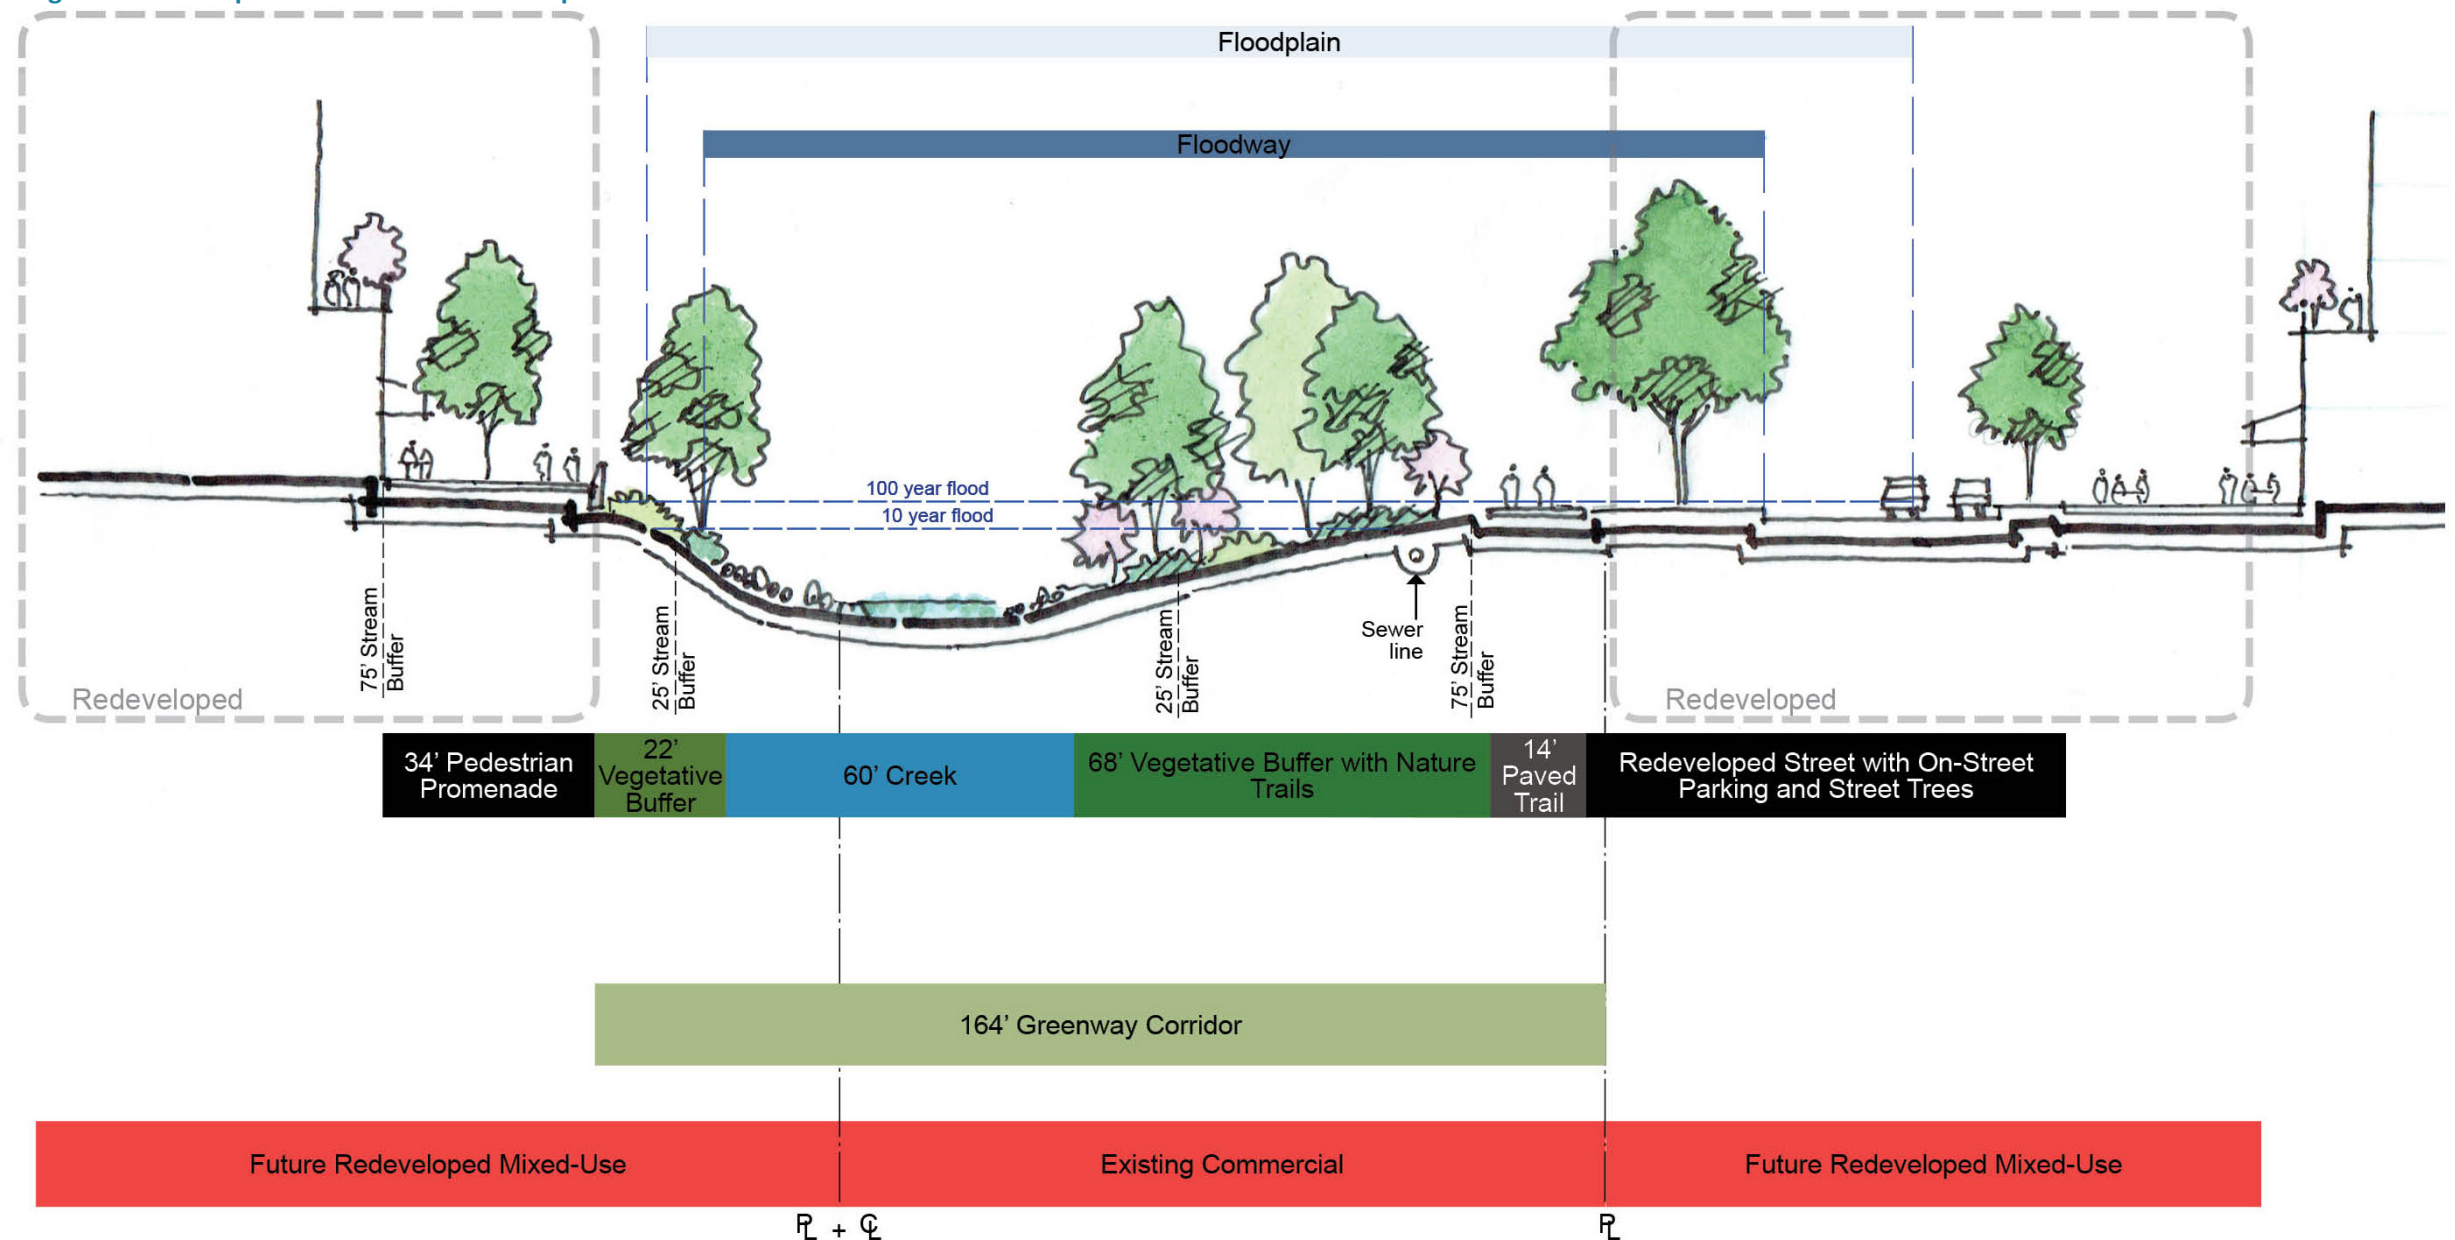 Floodplain
Floodway
100 year flood
10 year flood
75' Stream
Buffer
25' Stream
Buffer
25' Stream
Buffer
Sewer
line
75' Stream
Buffer
Redeveloped
Redeveloped
34' Pedestrian
Promenade
22'
Vegetative
Buffer
60' Creek
68' Vegetative Buffer with Nature
Trails
14'
Paved
Trail
Redeveloped Street with On-Street
Parking and Street Trees
164' Greenway Corridor
Future Redeveloped Mixed-Use
Existing Commercial
Future Redeveloped Mixed-Use
PL + CL
PL